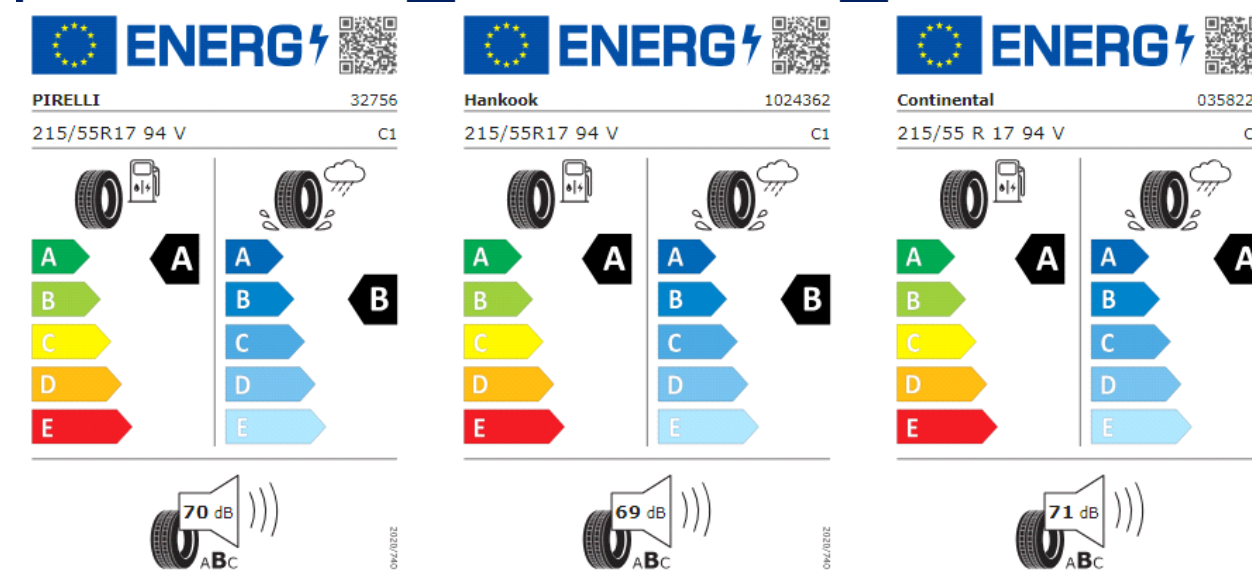 ENERG
PIRELLI 32756
215/55R17 94 V C1
A A A
B B B
C C
D D
E E
70 dB
ABC
2020/740
ENERG
Hankook 1024362
215/55R17 94 V C1
A A A
B B B
C C
D D
E E
69 dB
ABC
2020/740
ENERG
Continental 035822
215/55 R 17 94 V C
A A A A
B B
C C
D D
E E
71 dB
ABC